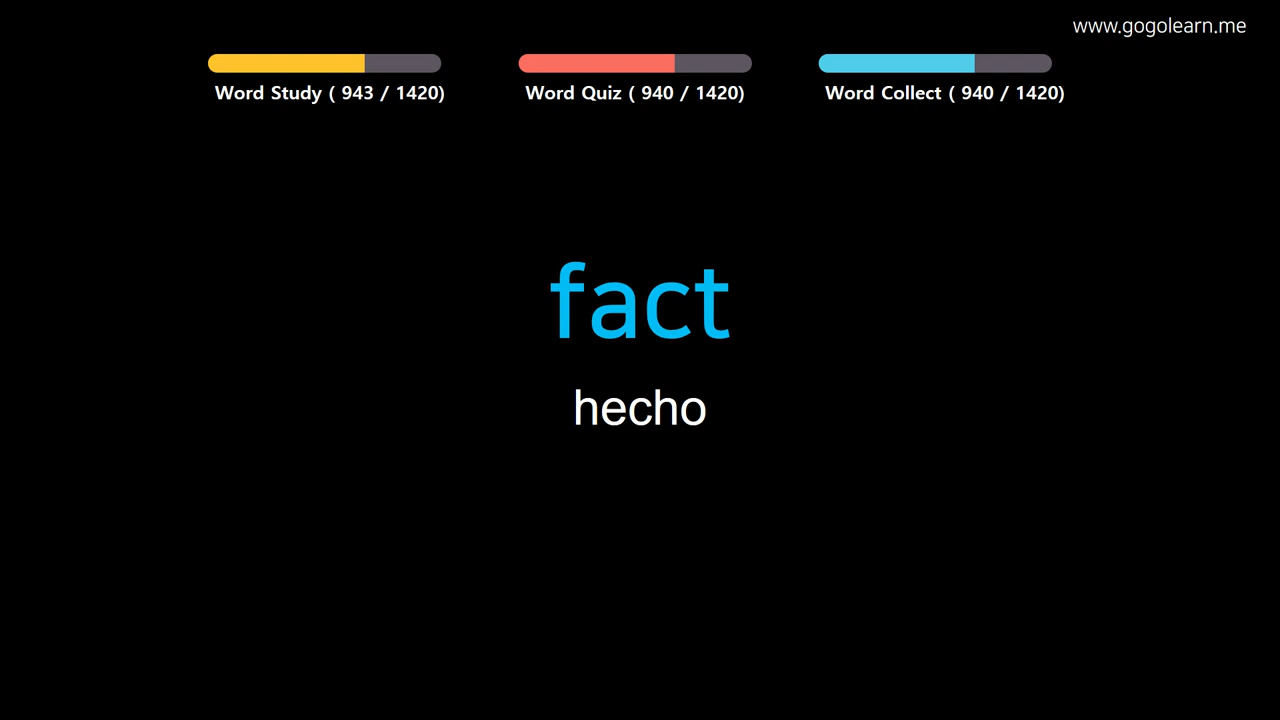 www.gogolearn.me
Word Study ( 943 / 1420)
Word Quiz ( 940 / 1420)
Word Collect ( 940 / 1420)
fact
hecho